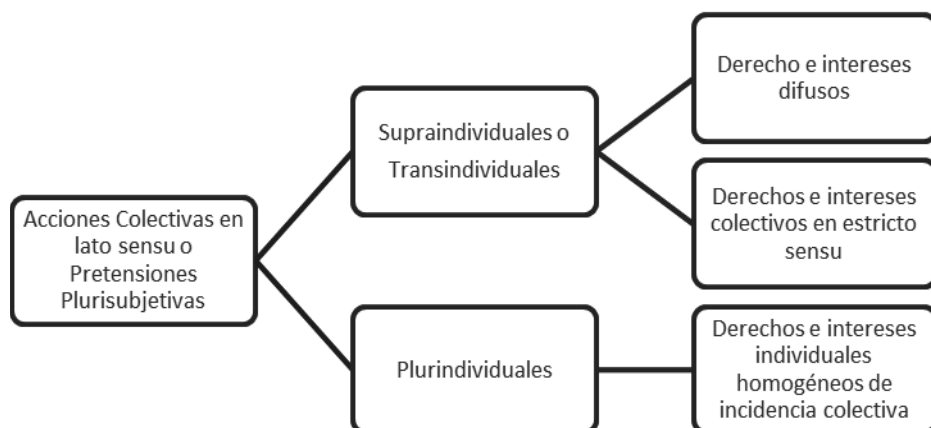 Acciones Colectivas en
lato sensu o
Pretensiones
Plurisubjetivas
Supraindividuales o
Transindividuales
Derecho e intereses
difusos
Derechos e intereses
colectivos en estricto
sensu
Plurindividuales
Derechos e intereses
individuales
homogéneos de
incidencia colectiva